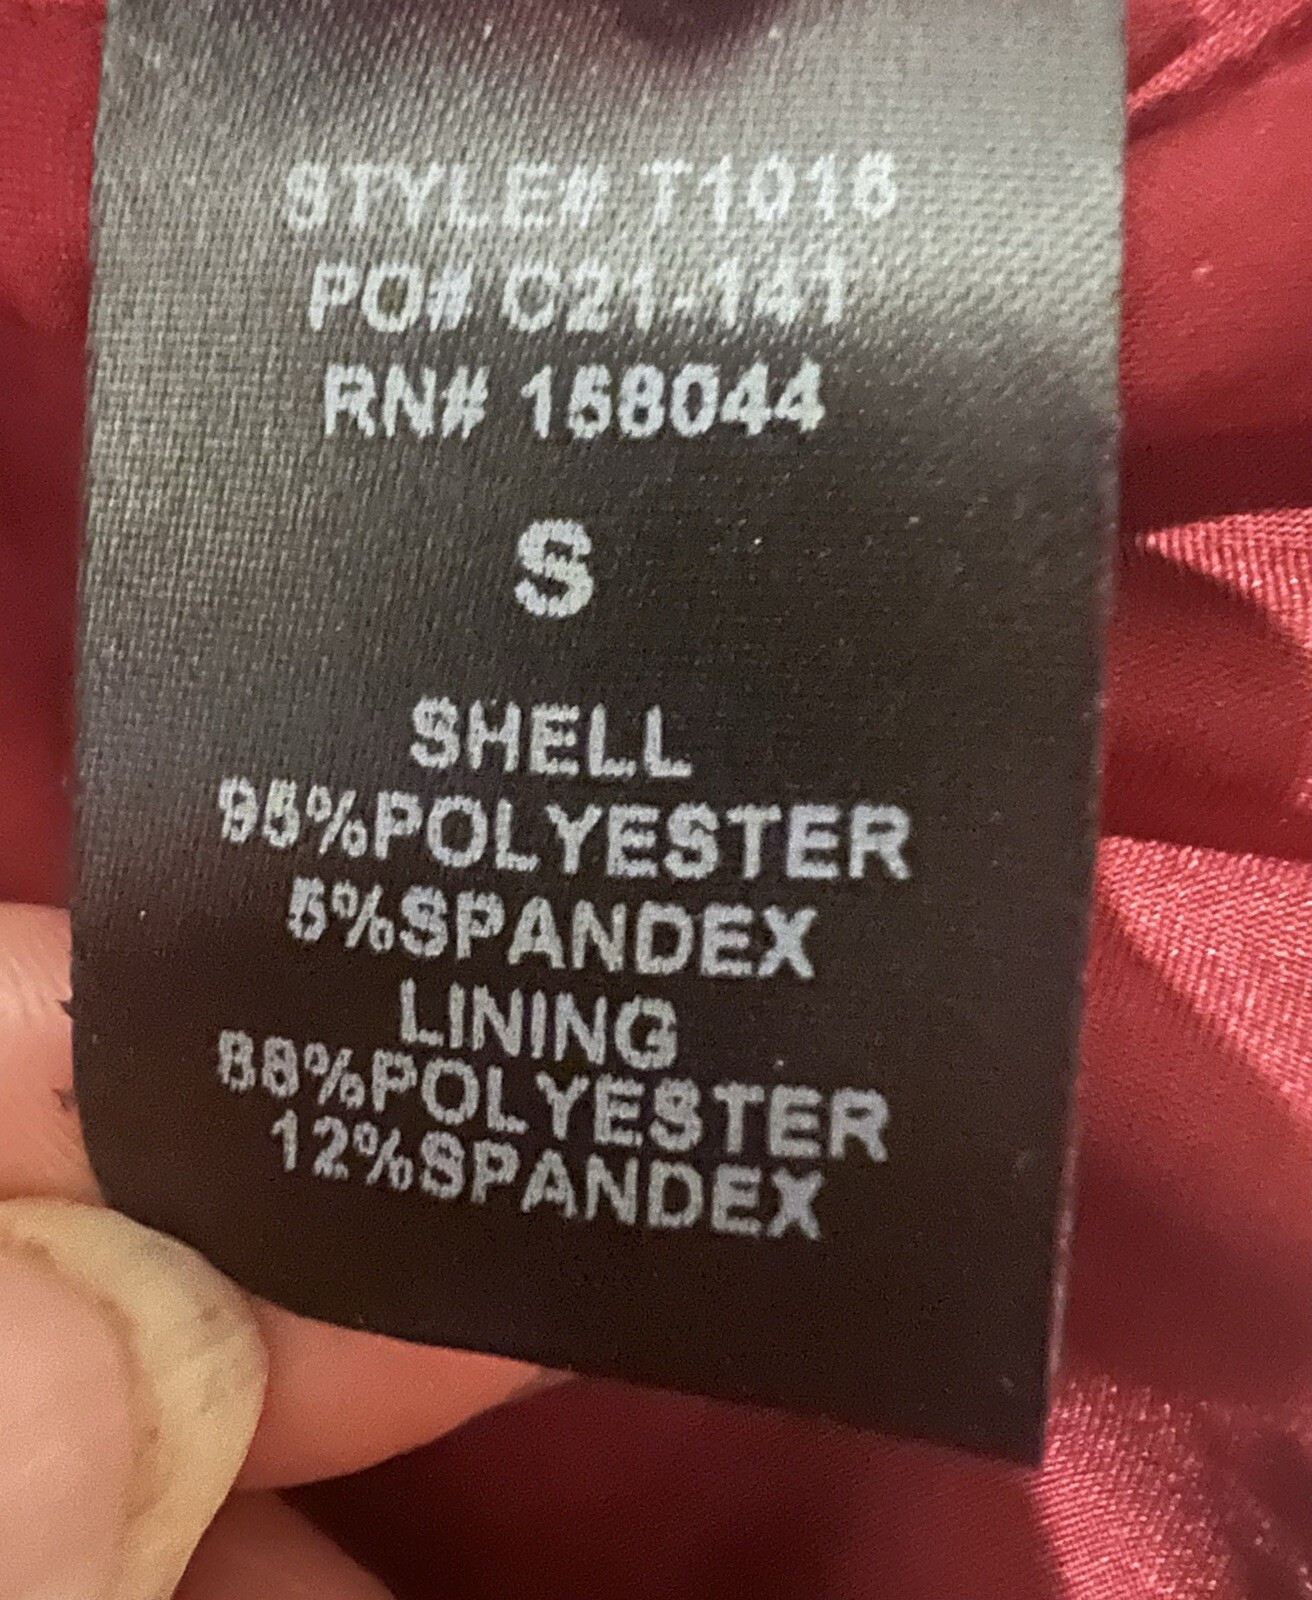 STYLE# T1016
PO# C21-141
RN# 158044
S
SHELL
95%POLYESTER
5%SPANDEX
LINING
88%POLYESTER
12%SPANDEX